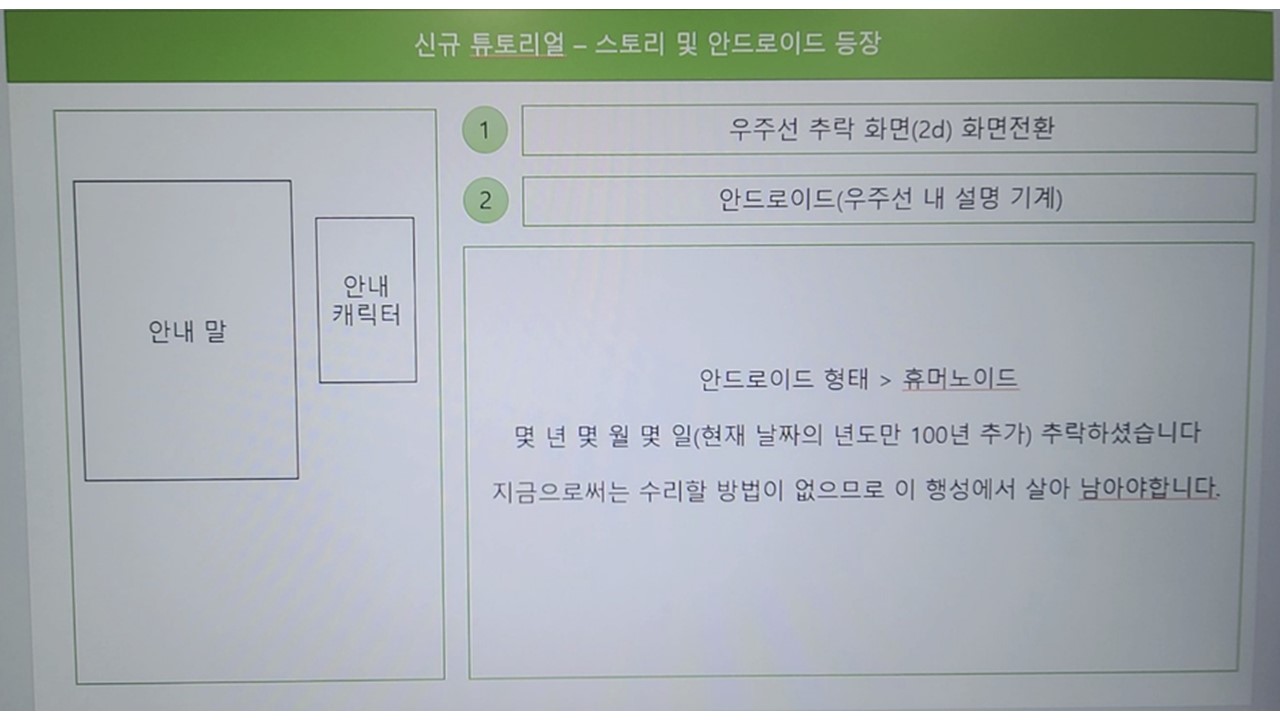 신규 튜토리얼 – 스토리 및 안드로이드 등장
안내 말
안내
캐릭터
1
우주선 추락 화면(2d) 화면전환
2
안드로이드(우주선 내 설명 기계)
안드로이드 형태 > 휴머노이드
몇 년 몇 월 몇 일(현재 날짜의 년도만 100년 추가) 추락하셨습니다
지금으로써는 수리할 방법이 없으므로 이 행성에서 살아 남아야합니다.